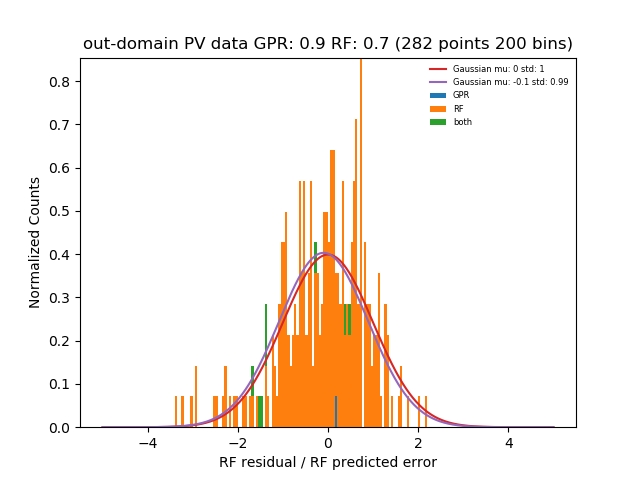 out-domain PV data GPR: 0.9 RF: 0.7 (282 points 200 bins)
Gaussian mu: 0 std: 1
Gaussian mu: -0.1 std: 0.99
GPR
RF
both
Normalized Counts
0.8
0.7
0.6
0.5
0.4
0.3
0.2
0.1
0.0
−4 −2 0 2 4
RF residual / RF predicted error